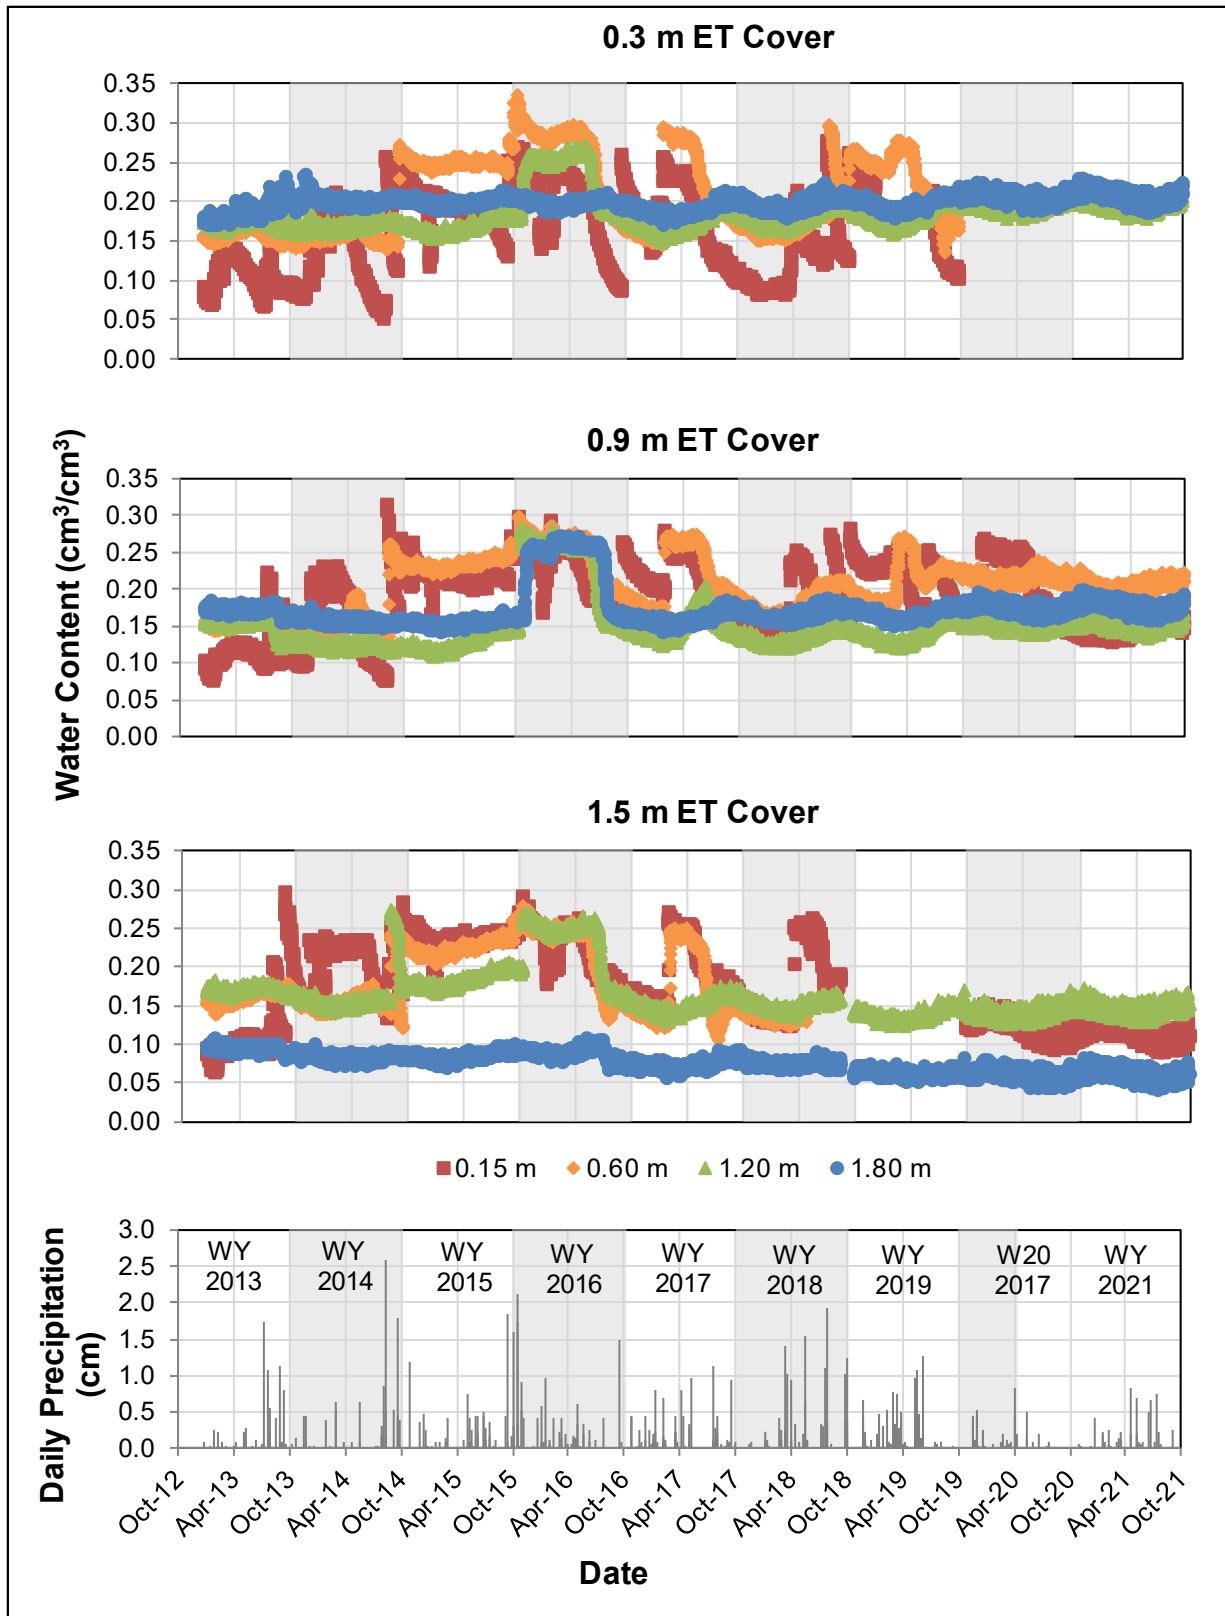 0.3 m ET Cover
0.35
0.30
0.25
0.20
0.15
0.10
0.05
0.00
Water Content (cm³/cm³)
0.9 m ET Cover
0.35
0.30
0.25
0.20
0.15
0.10
0.05
0.00
1.5 m ET Cover
0.35
0.30
0.25
0.20
0.15
0.10
0.05
0.00
0.15 m 0.60 m 1.20 m 1.80 m
Daily Precipitation
(cm)
3.0
2.5
2.0
1.5
1.0
0.5
0.0
WY WY WY WY WY WY WY W20 WY
2013 2014 2015 2016 2017 2018 2019 2017 2021
Oct-12 Apr-13 Oct-13 Apr-14 Oct-14 Apr-15 Oct-15 Apr-16 Oct-16 Apr-17 Oct-17 Apr-18 Oct-18 Apr-19 Oct-19 Apr-20 Oct-20 Apr-21 Oct-21
Date